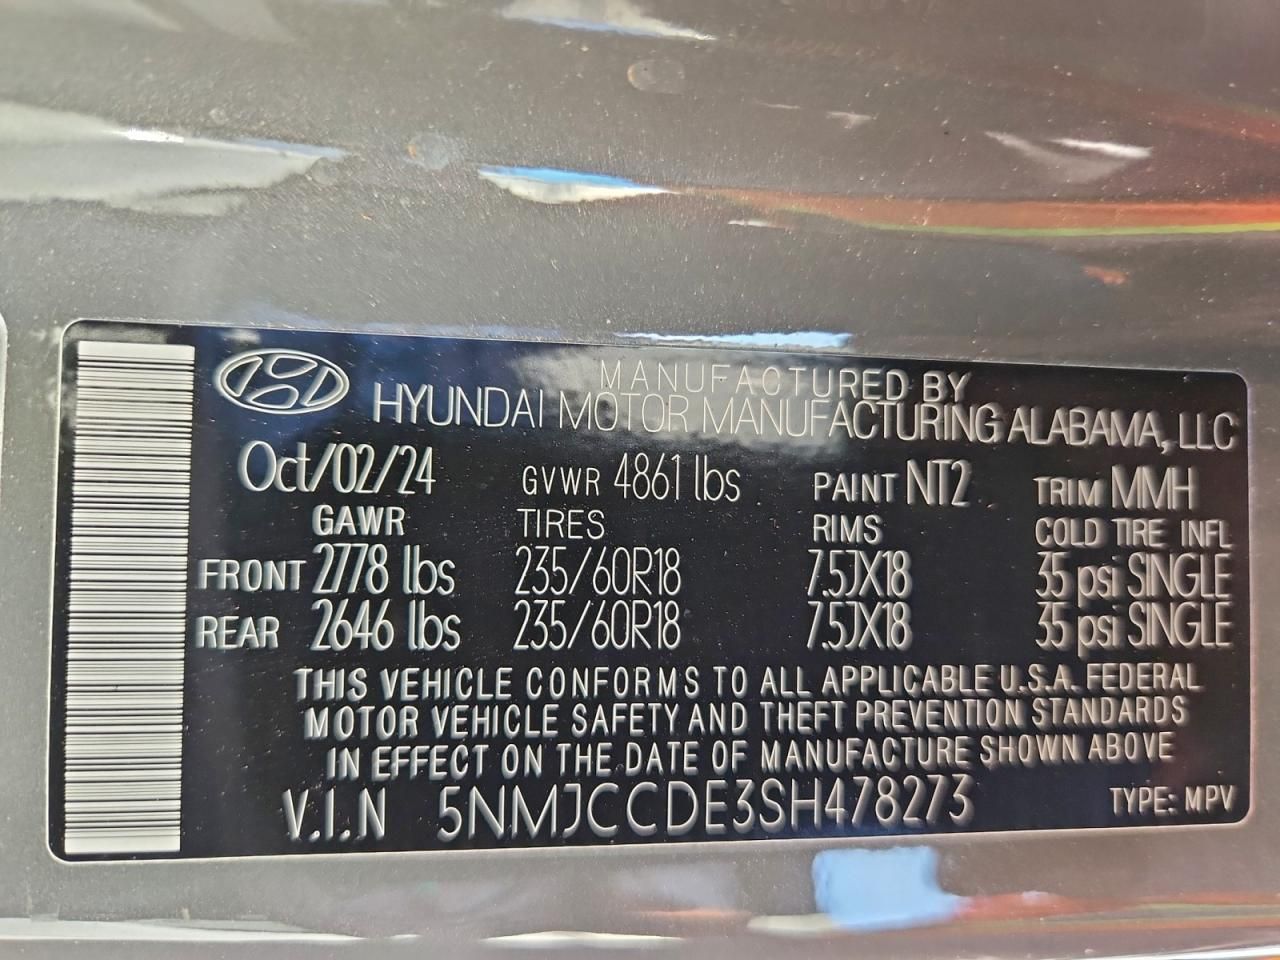 MANUFACTURED BY
HYUNDAI MOTOR MANUFACTURING ALABAMA, LLC
Oct/02/24 GVWR 4861 lbs PAINT NT2 TRIM MMH
GAWR TIRES RIMS COLD TIRE INFL
FRONT 2778 lbs 235/60R18 7.5JX18 35 psi SINGLE
REAR 2646 lbs 235/60R18 7.5JX18 35 psi SINGLE
THIS VEHICLE CONFORMS TO ALL APPLICABLE U.S.A. FEDERAL
MOTOR VEHICLE SAFETY AND THEFT PREVENTION STANDARDS
IN EFFECT ON THE DATE OF MANUFACTURE SHOWN ABOVE
V.I.N 5NMJCCDE3SH478273 TYPE: MPV